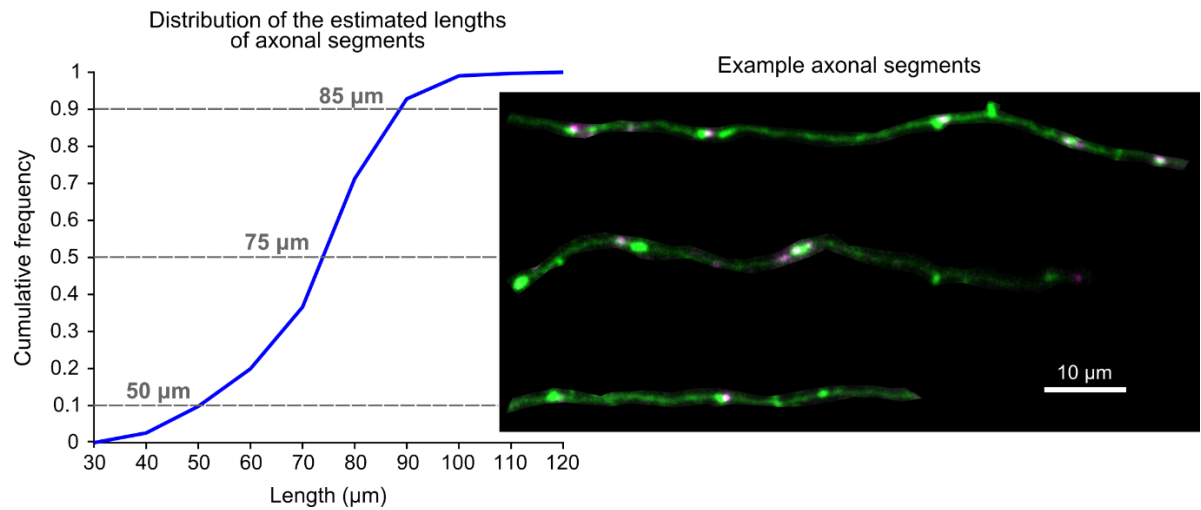 Distribution of the estimated lengths
of axonal segments
Cumulative frequency
1
0.9
0.8
0.7
0.6
0.5
0.4
0.3
0.2
0.1
0
85 µm
75 µm
50 µm
30 40 50 60 70 80 90 100 110 120
Length (µm)
Example axonal segments
10 µm